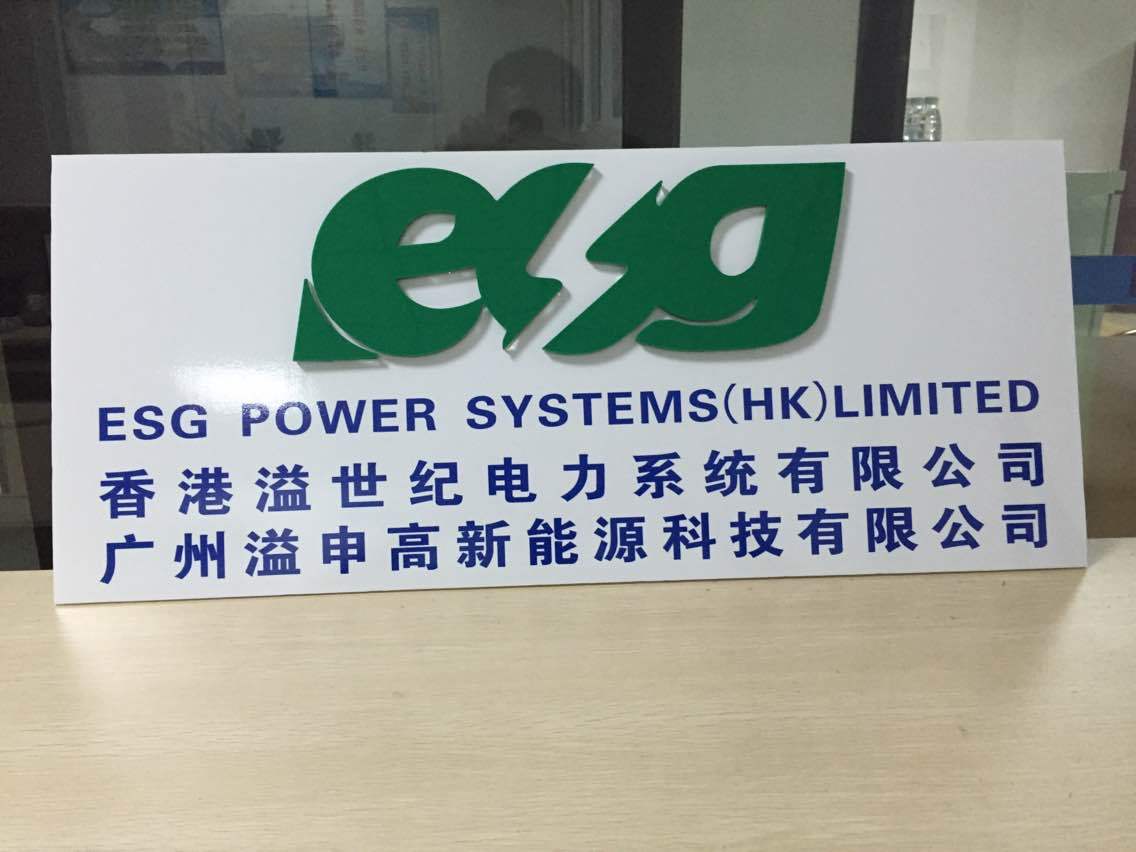 esg
ESG POWER SYSTEMS(HK)LIMITED
香港溢世纪电力系统有限公司
广州溢申高新能源科技有限公司